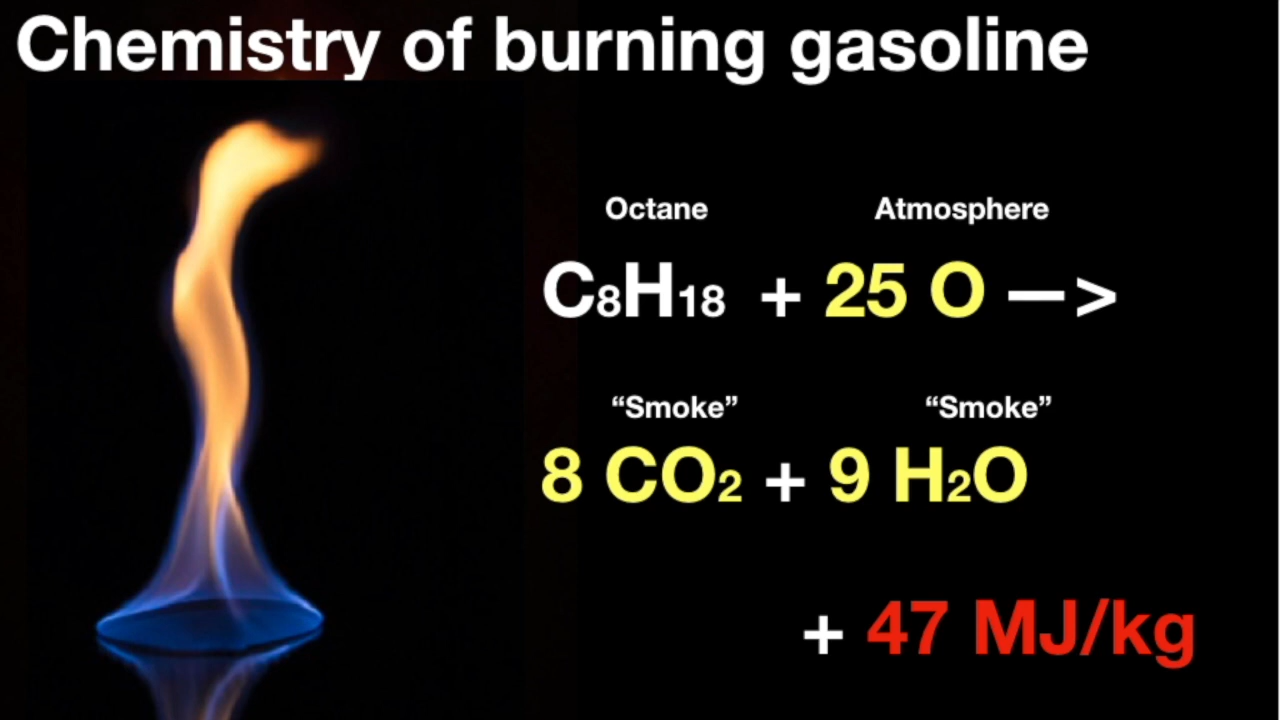 Chemistry of burning gasoline
Octane Atmosphere
C₈H₁₈ + 25 O —>
“Smoke” “Smoke”
8 CO₂ + 9 H₂O
+ 47 MJ/kg